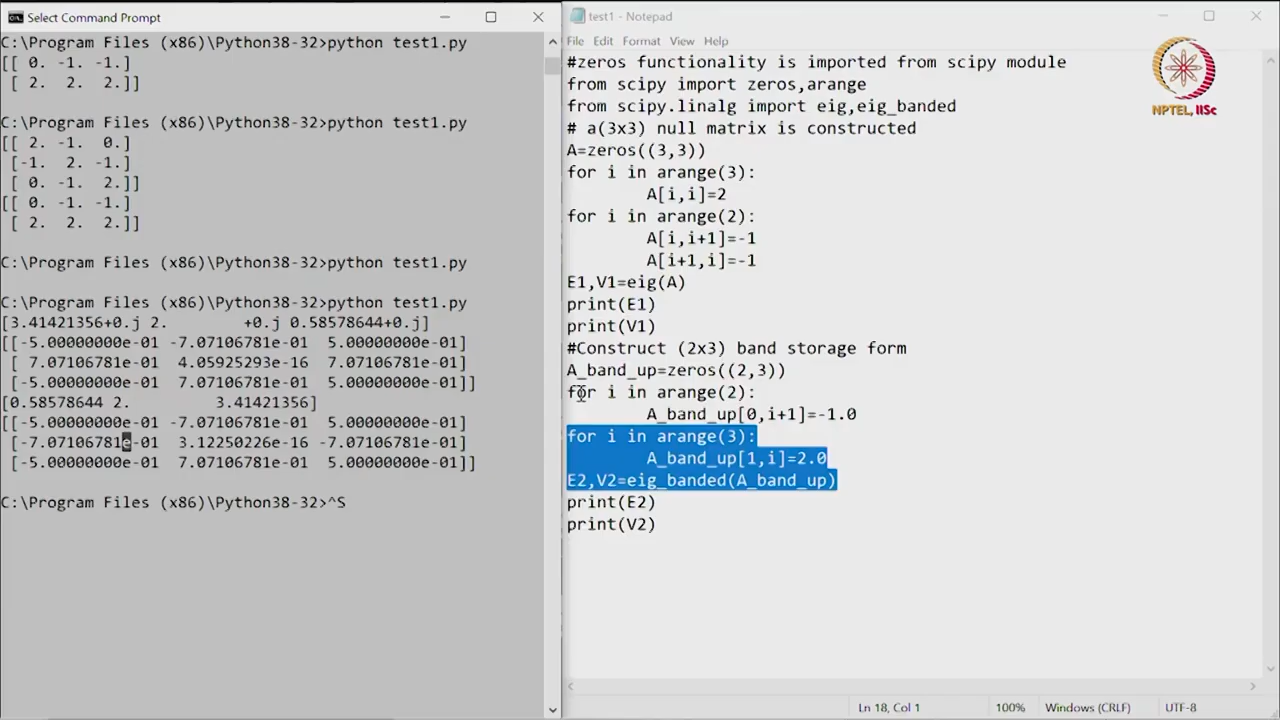 Select Command Prompt
C:\Program Files (x86)\Python38-32>python test1.py
[[ 0. -1. -1.]
 [ 2.  2.  2.]]
C:\Program Files (x86)\Python38-32>python test1.py
[[ 2. -1.  0.]
 [-1.  2. -1.]
 [ 0. -1.  2.]]
[[ 0. -1. -1.]
 [ 2.  2.  2.]]
C:\Program Files (x86)\Python38-32>python test1.py
C:\Program Files (x86)\Python38-32>python test1.py
[3.41421356+0.j 2.        +0.j 0.58578644+0.j]
[[-5.00000000e-01 -7.07106781e-01  5.00000000e-01]
 [ 7.07106781e-01  4.05925293e-16  7.07106781e-01]
 [-5.00000000e-01  7.07106781e-01  5.00000000e-01]]
[0.58578644 2.         3.41421356]
[[-5.00000000e-01 -7.07106781e-01  5.00000000e-01]
 [-7.07106781e-01  3.12250226e-16 -7.07106781e-01]
 [-5.00000000e-01  7.07106781e-01  5.00000000e-01]]
C:\Program Files (x86)\Python38-32>^S
test1 - Notepad
File Edit Format View Help
#zeros functionality is imported from scipy module
from scipy import zeros,arange
from scipy.linalg import eig,eig_banded
# a(3x3) null matrix is constructed
A=zeros((3,3))
for i in arange(3):
        A[i,i]=2
for i in arange(2):
        A[i,i+1]=-1
        A[i+1,i]=-1
E1,V1=eig(A)
print(E1)
print(V1)
#Construct (2x3) band storage form
A_band_up=zeros((2,3))
for i in arange(2):
        A_band_up[0,i+1]=-1.0
for i in arange(3):
        A_band_up[1,i]=2.0
E2,V2=eig_banded(A_band_up)
print(E2)
print(V2)
NPTEL, IISc
Ln 18, Col 1
100%
Windows (CRLF)
UTF-8